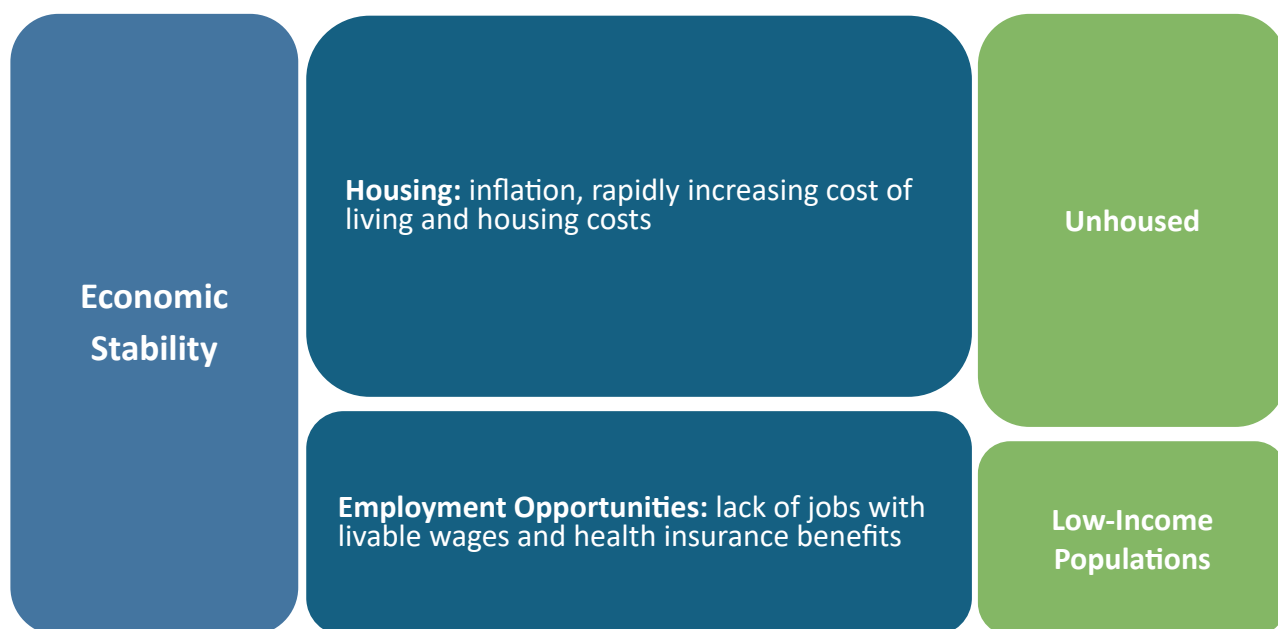 Economic
Stability
Housing: inflation, rapidly increasing cost of
living and housing costs
Unhoused
Employment Opportunities: lack of jobs with
livable wages and health insurance benefits
Low-Income
Populations